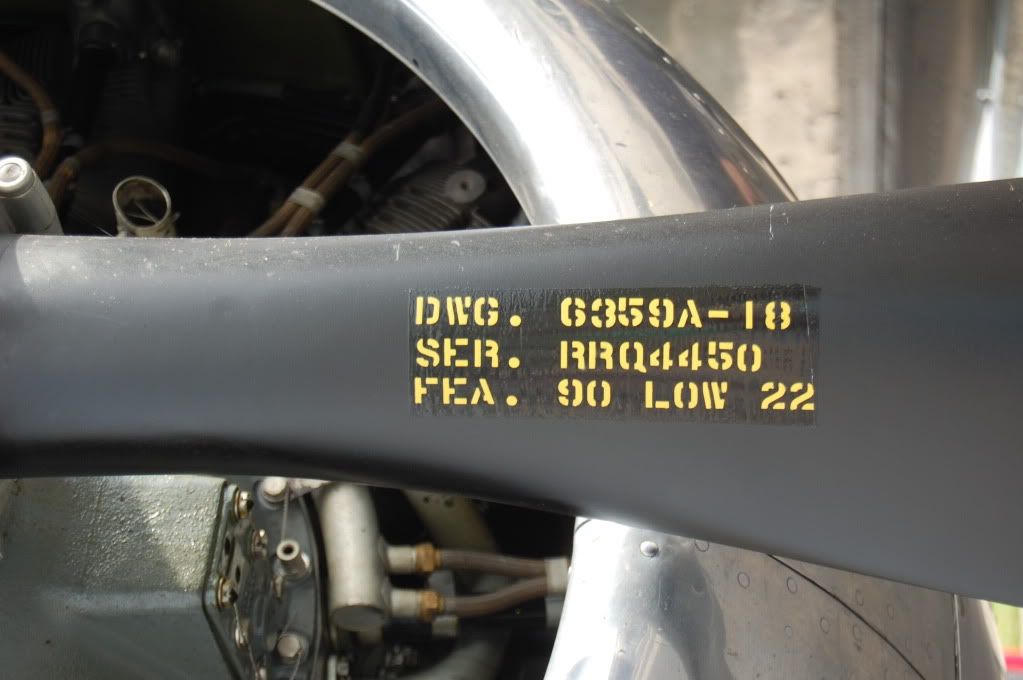 DWG. 6359A-18
SER. RRQ4450
FEA. 90 LOW 22